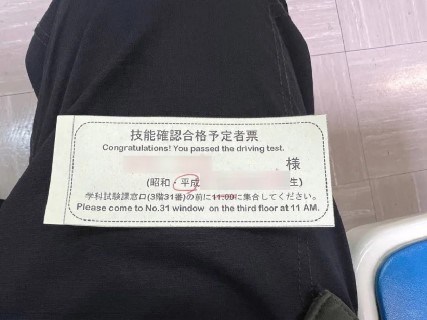 技能確認合格予定者票
Congratulations! You passed the driving test.
様
(昭和・平成 生)
学科試験課窓口(3階31番)の前に11:00に集合してください。
Please come to No.31 window on the third floor at 11 AM.